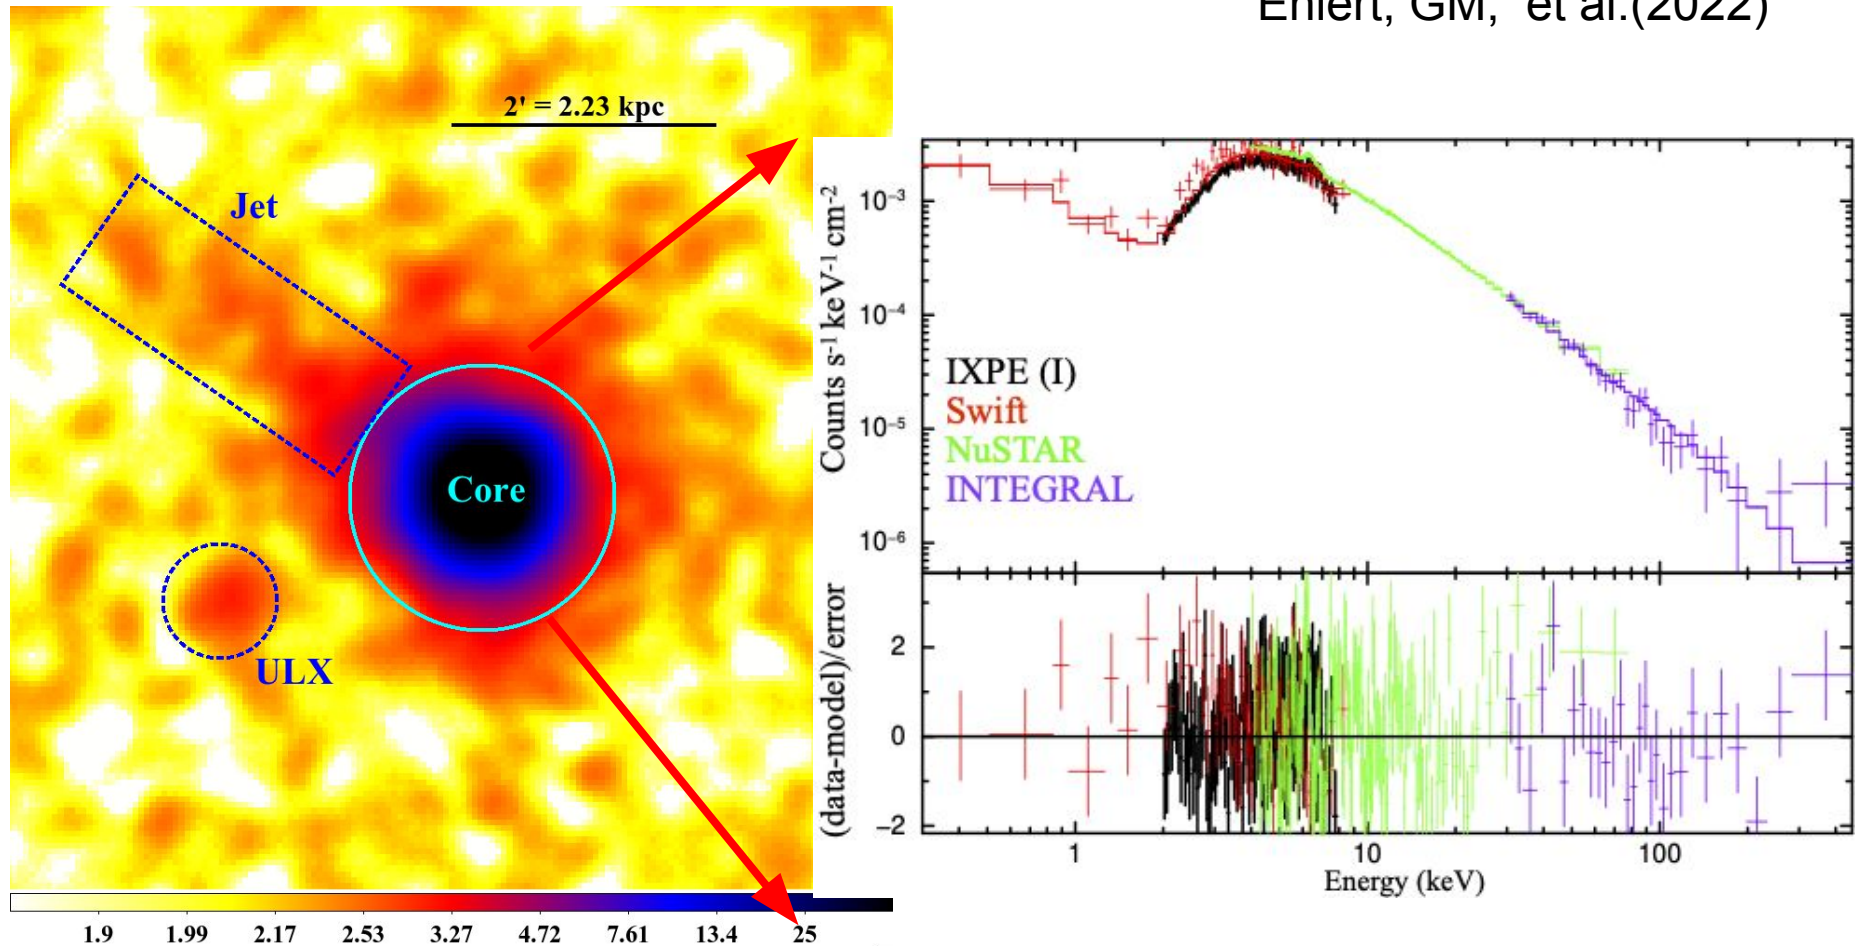 Ehlert, GM, et al.(2022)
2' = 2.23 kpc
Jet
Core
ULX
1.9 1.99 2.17 2.53 3.27 4.72 7.61 13.4 25
Counts s-1 keV-1 cm-2
10-3
10-4
10-5
10-6
IXPE (I)
Swift
NuSTAR
INTEGRAL
(data-model)/error
2
0
−2
1 10 100
Energy (keV)